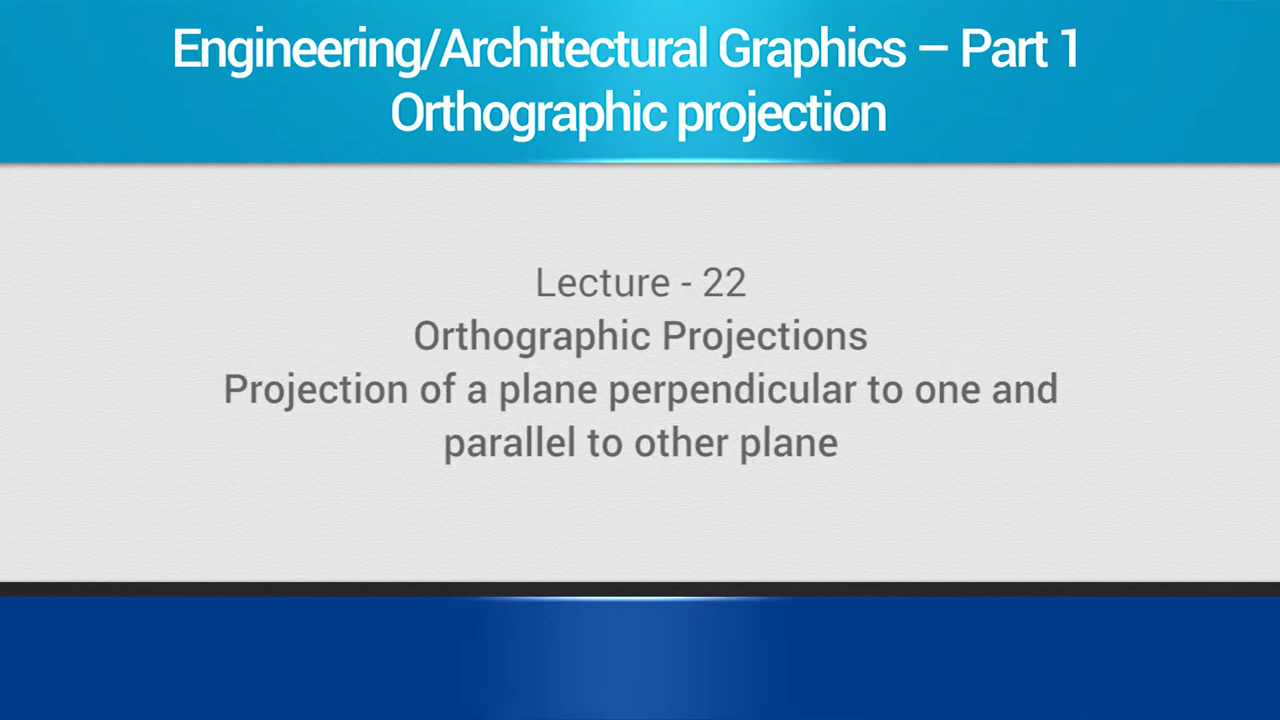 Engineering/Architectural Graphics – Part 1
Orthographic projection
Lecture - 22
Orthographic Projections
Projection of a plane perpendicular to one and
parallel to other plane